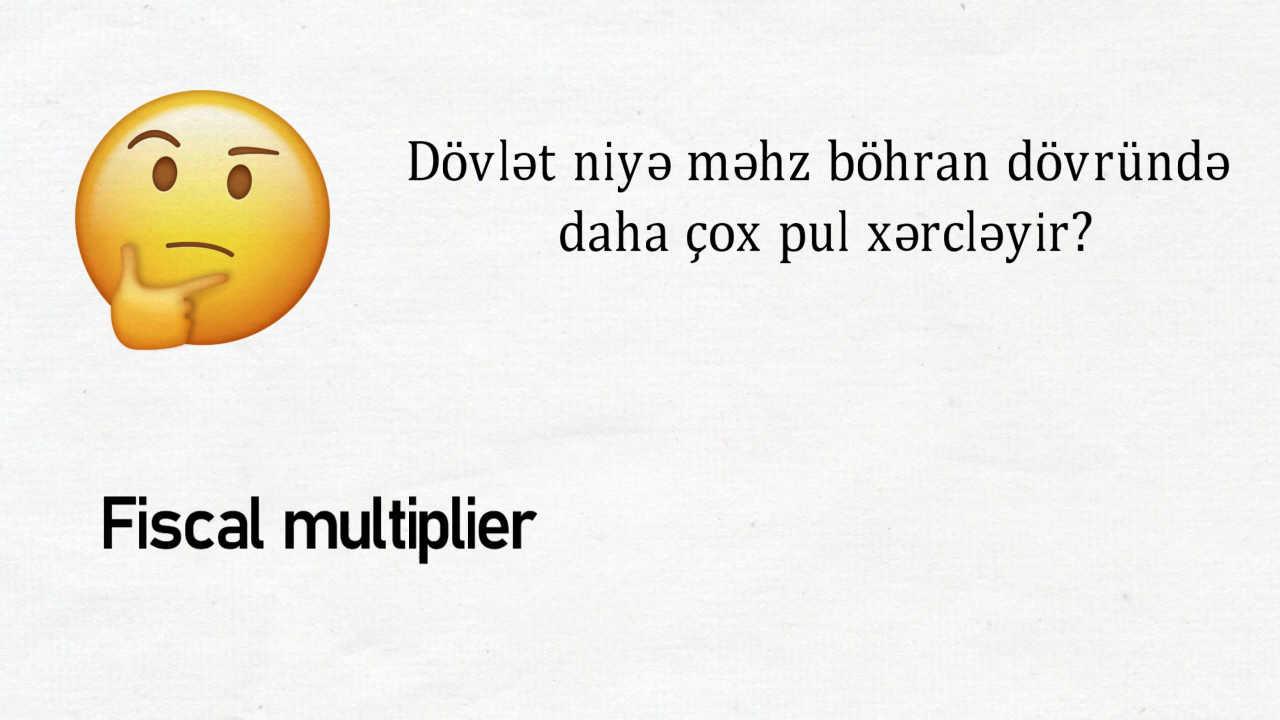 Dövlət niyə məhz böhran dövründə
daha çox pul xərcləyir?
Fiscal multiplier